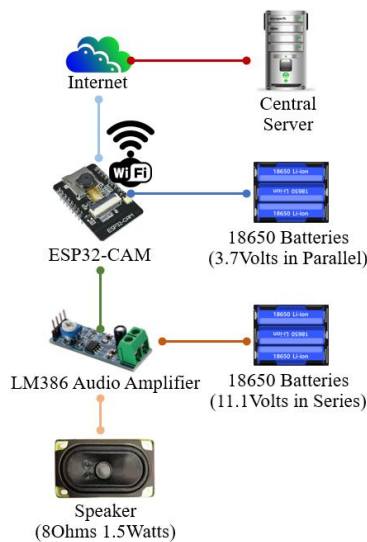 Internet
Central
Server
Wi Fi
ESP32-CAM
18650 Li-ion
18650 Li-ion
18650 Li-ion
18650 Batteries
(3.7Volts in Parallel)
LM386 Audio Amplifier
18650 Li-ion
18650 Li-ion
18650 Li-ion
18650 Batteries
(11.1Volts in Series)
Speaker
(8Ohms 1.5Watts)